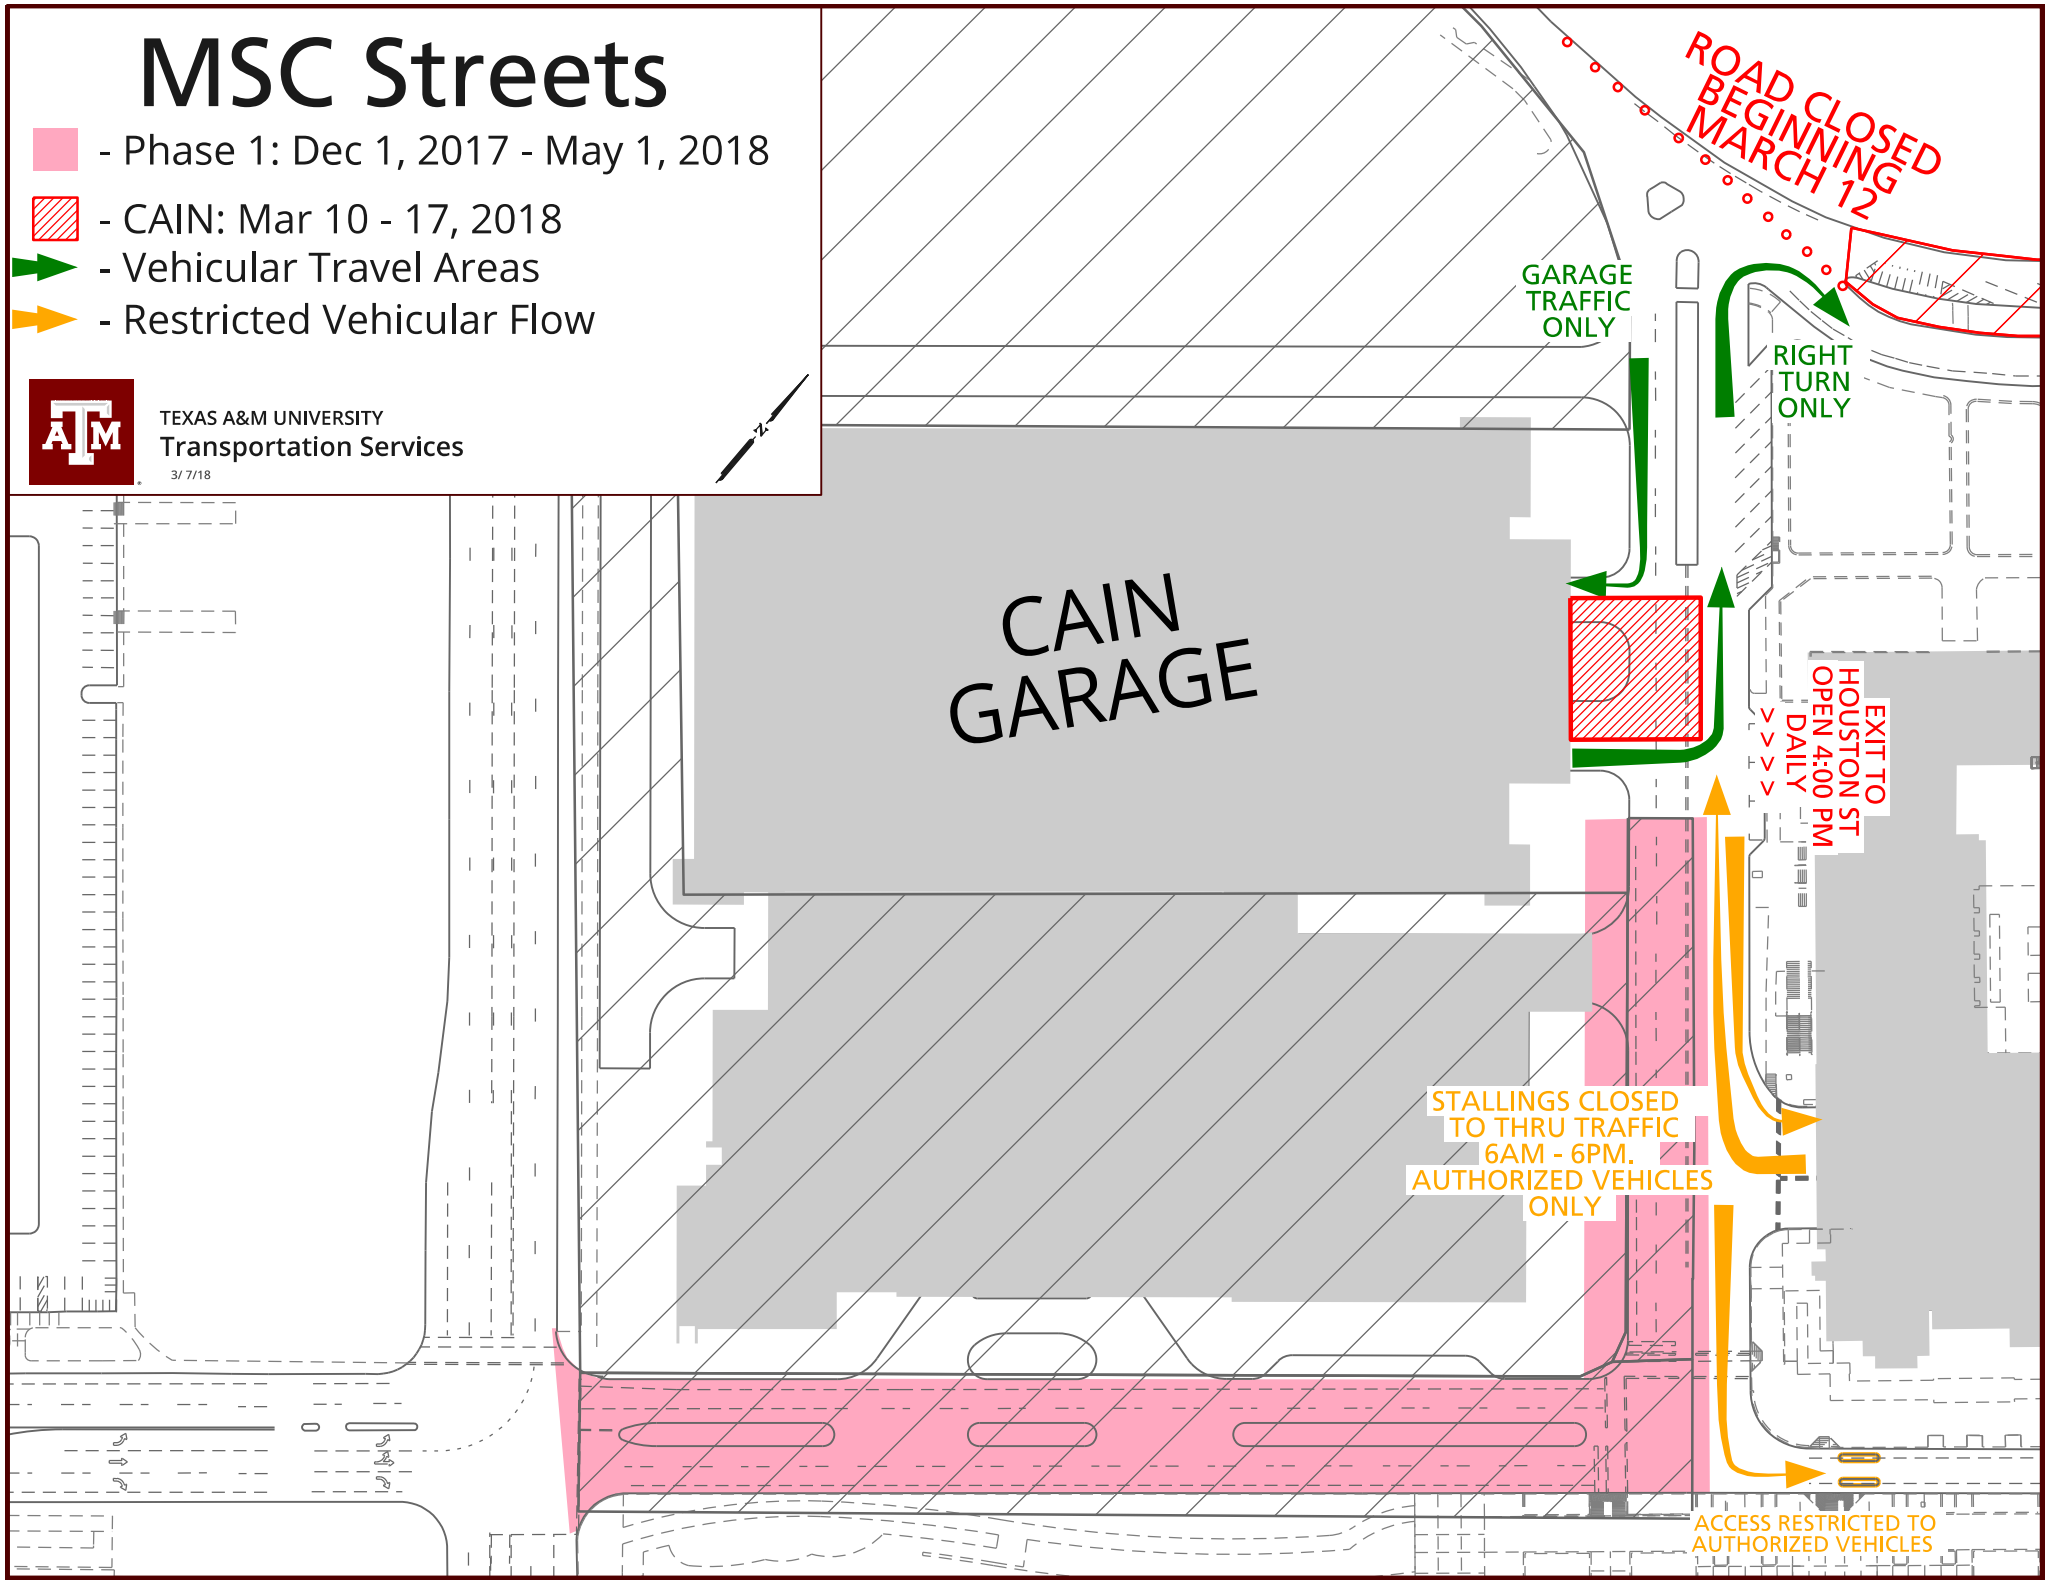 MSC Streets
- Phase 1: Dec 1, 2017 - May 1, 2018
- CAIN: Mar 10 - 17, 2018
- Vehicular Travel Areas
- Restricted Vehicular Flow
ATM
TEXAS A&M UNIVERSITY
Transportation Services
3/ 7/18
N
ROAD CLOSED
BEGINNING
MARCH 12
GARAGE
TRAFFIC
ONLY
RIGHT
TURN
ONLY
CAIN
GARAGE
EXIT TO
HOUSTON ST
OPEN 4:00 PM
DAILY
> > > >
STALLINGS CLOSED
TO THRU TRAFFIC
6AM - 6PM.
AUTHORIZED VEHICLES
ONLY
ACCESS RESTRICTED TO
AUTHORIZED VEHICLES